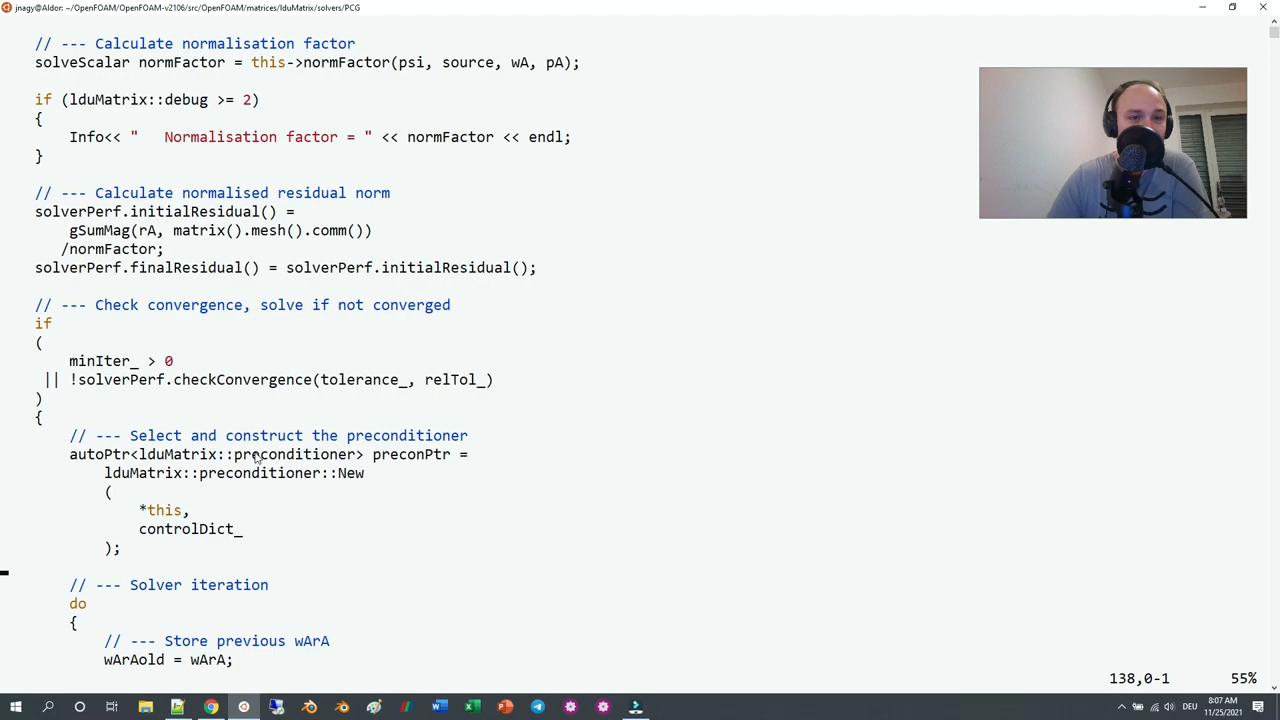 jnagy@Aldor: ~/OpenFOAM/OpenFOAM-v2106/src/OpenFOAM/matrices/lduMatrix/solvers/PCG
// --- Calculate normalisation factor
solveScalar normFactor = this->normFactor(psi, source, wA, pA);
if (lduMatrix::debug >= 2)
{
Info<< "   Normalisation factor = " << normFactor << endl;
}
// --- Calculate normalised residual norm
solverPerf.initialResidual() =
gSumMag(rA, matrix().mesh().comm())
/normFactor;
solverPerf.finalResidual() = solverPerf.initialResidual();
// --- Check convergence, solve if not converged
if
(
minIter_ > 0
|| !solverPerf.checkConvergence(tolerance_, relTol_)
)
{
// --- Select and construct the preconditioner
autoPtr<lduMatrix::preconditioner> preconPtr =
lduMatrix::preconditioner::New
(
*this,
controlDict_
);
// --- Solver iteration
do
{
// --- Store previous wArA
wArAold = wArA;
138,0-1 55%
DEU
8:07 AM
11/25/2021